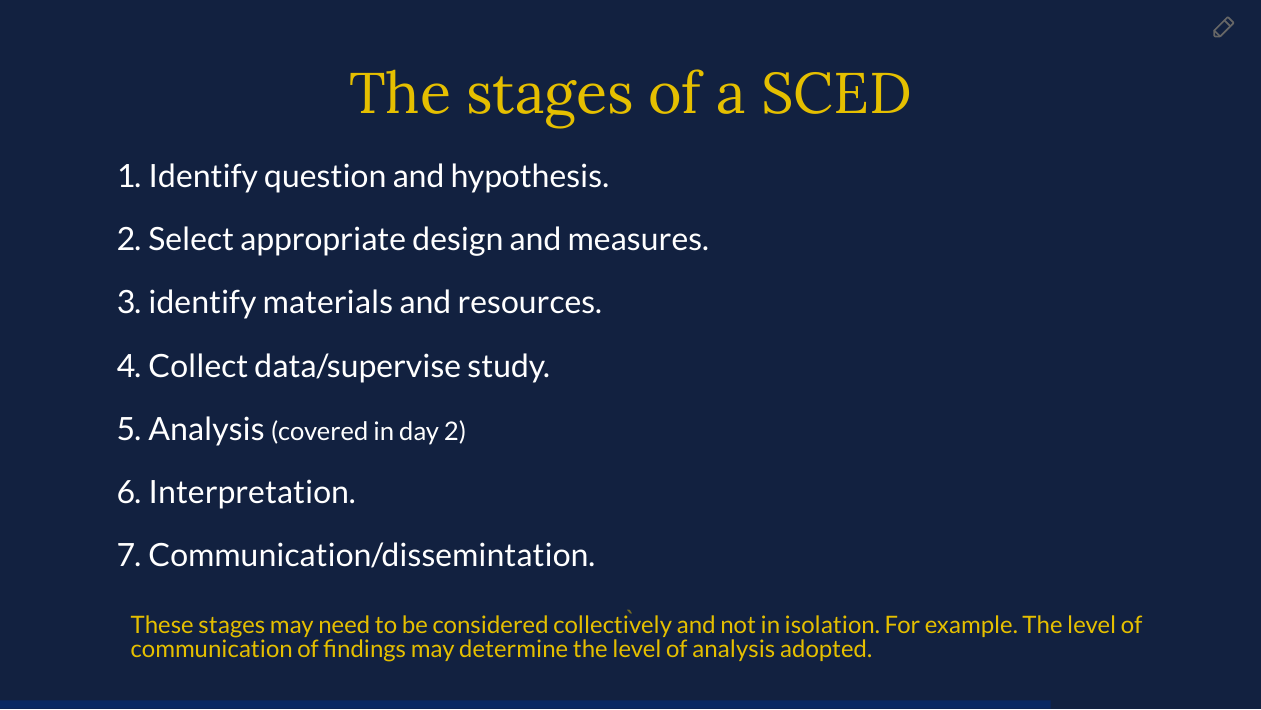 The stages of a SCED
1. Identify question and hypothesis.
2. Select appropriate design and measures.
3. identify materials and resources.
4. Collect data/supervise study.
5. Analysis (covered in day 2)
6. Interpretation.
7. Communication/dissemintation.
`
These stages may need to be considered collectively and not in isolation. For example. The level of
communication of findings may determine the level of analysis adopted.